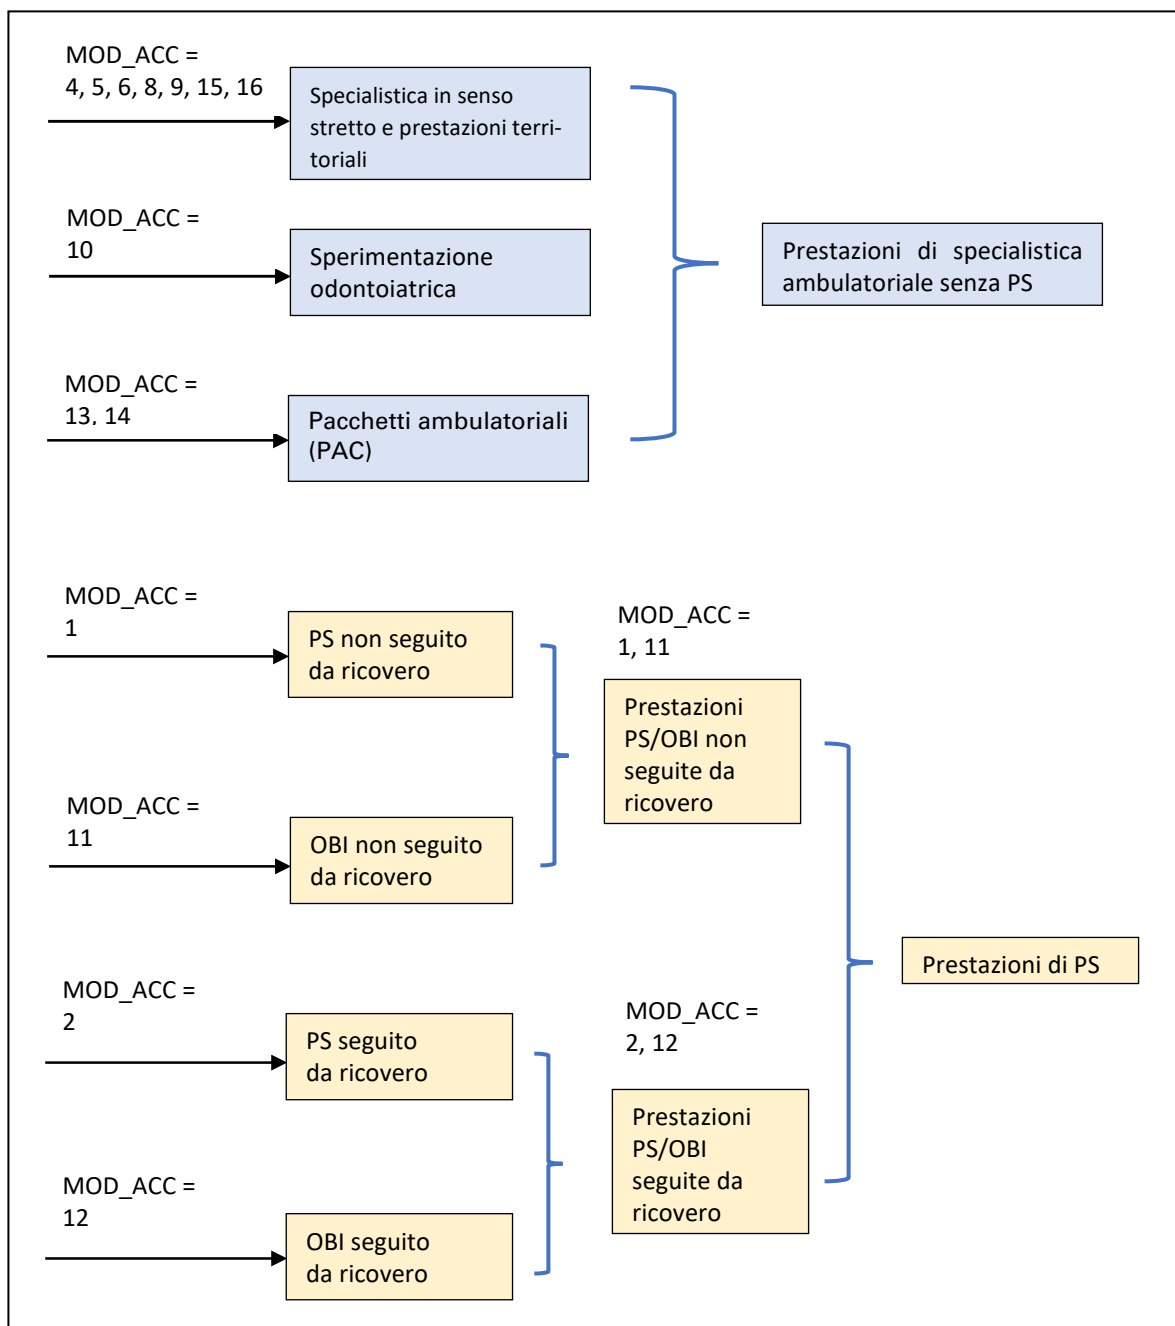 MOD_ACC =
4, 5, 6, 8, 9, 15, 16
Specialistica in senso
stretto e prestazioni terri-
toriali
MOD_ACC =
10
Sperimentazione
odontoiatrica
Prestazioni di specialistica
ambulatoriale senza PS
MOD_ACC =
13, 14
Pacchetti ambulatoriali
(PAC)
MOD_ACC =
1
PS non seguito
da ricovero
MOD_ACC =
1, 11
Prestazioni
PS/OBI non
seguite da
ricovero
MOD_ACC =
11
OBI non seguito
da ricovero
Prestazioni di PS
MOD_ACC =
2
PS seguito
da ricovero
MOD_ACC =
2, 12
Prestazioni
PS/OBI
seguite da
ricovero
MOD_ACC =
12
OBI seguito
da ricovero